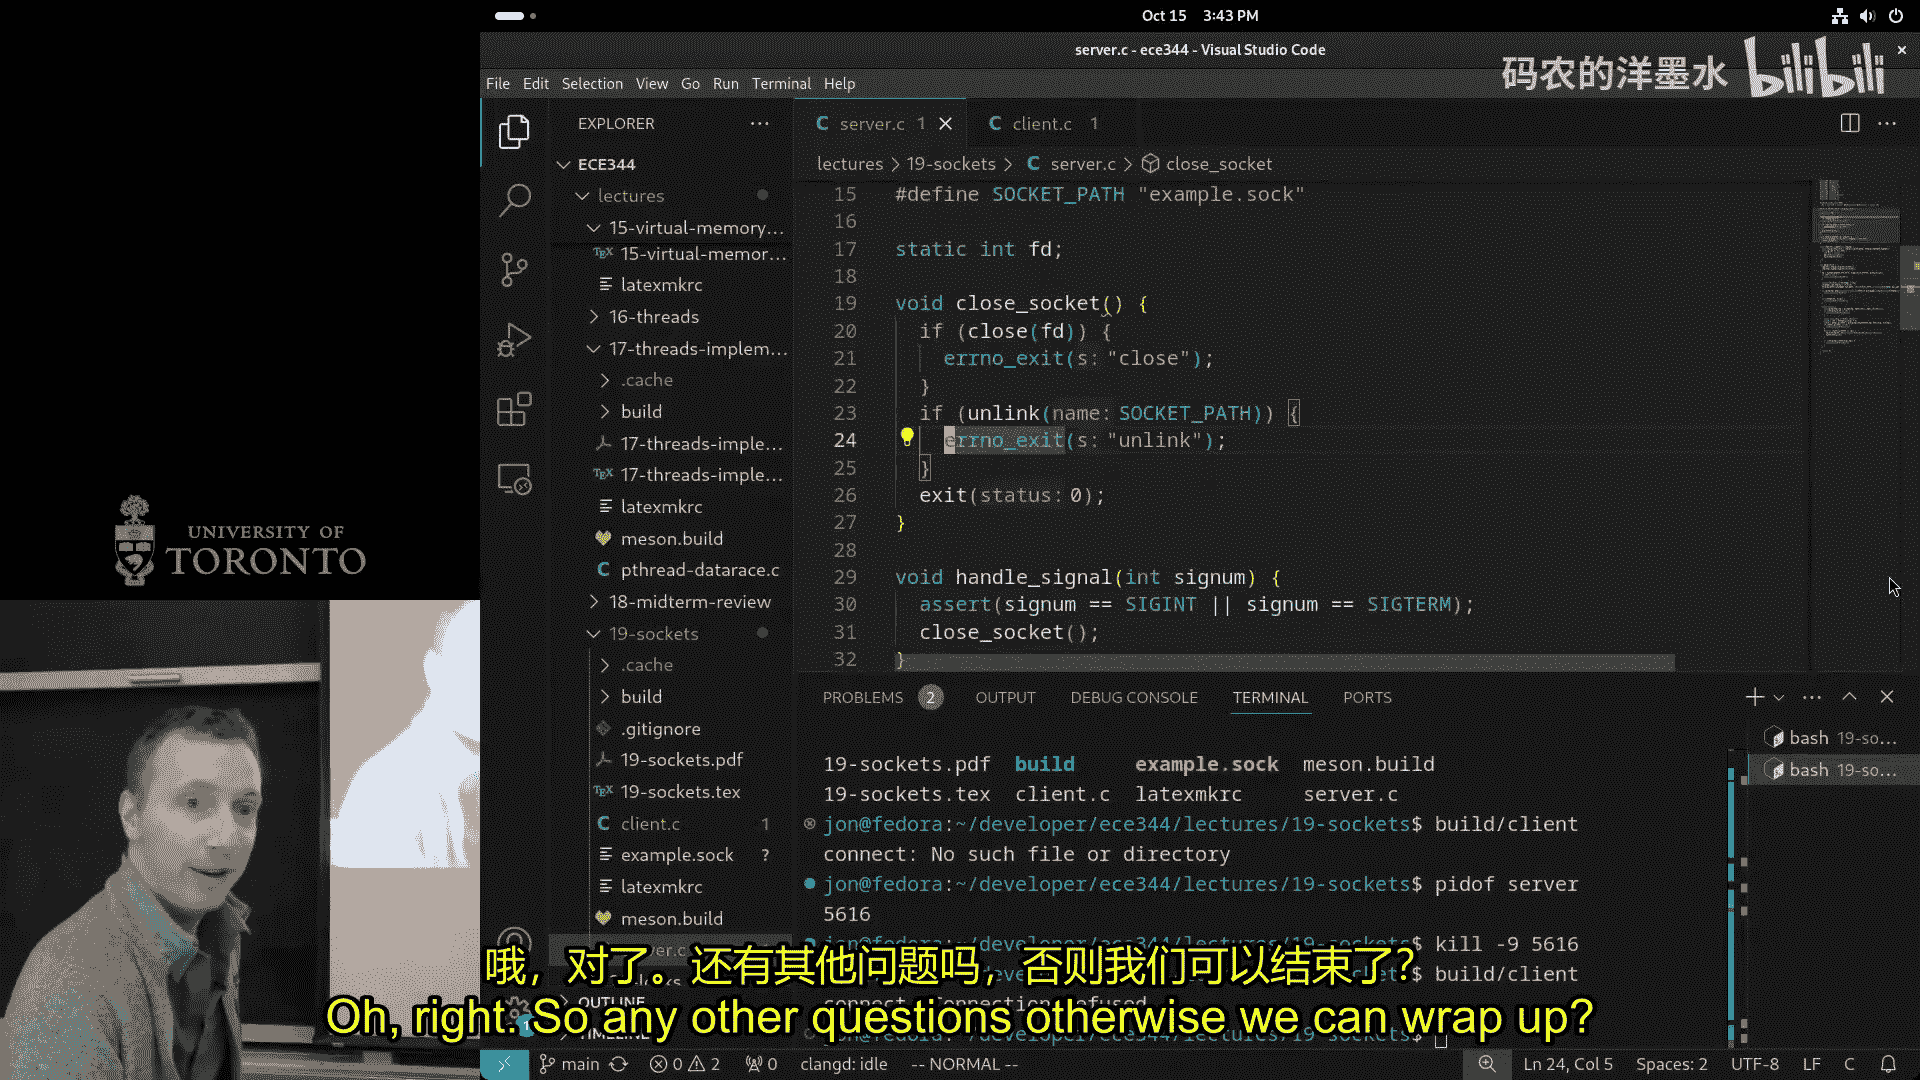 Oct 15 3:43 PM
server.c - ece344 - Visual Studio Code
码农的洋墨水 bilibili
File Edit Selection View Go Run Terminal Help
EXPLORER
ECE344
lectures
15-virtual-memory...
15-virtual-memor...
latexmkrc
16-threads
17-threads-implem...
.cache
build
17-threads-imple...
17-threads-imple...
latexmkrc
meson.build
pthread-datarace.c
18-midterm-review
19-sockets
.cache
build
.gitignore
19-sockets.pdf
19-sockets.tex
client.c 1
example.sock ?
latexmkrc
meson.build
OUTLINE
server.c 1
client.c 1
lectures > 19-sockets > C server.c > close_socket
15 #define SOCKET_PATH "example.sock"
16
17 static int fd;
18
19 void close_socket() {
20 if (close(fd)) {
21 errno_exit(s: "close");
22 }
23 if (unlink(name: SOCKET_PATH)) {
24 errno_exit(s: "unlink");
25 }
26 exit(status: 0);
27 }
28
29 void handle_signal(int signum) {
30 assert(signum == SIGINT || signum == SIGTERM);
31 close_socket();
32 }
PROBLEMS 2 OUTPUT DEBUG CONSOLE TERMINAL PORTS
19-sockets.pdf build example.sock meson.build
19-sockets.tex client.c latexmkrc server.c
jon@fedora:~/developer/ece344/lectures/19-sockets$ build/client
connect: No such file or directory
jon@fedora:~/developer/ece344/lectures/19-sockets$ pidof server
5616
$ kill -9 5616
$ build/client
bash 19-so...
bash 19-so...
UNIVERSITY OF
TORONTO
哦，对了。还有其他问题吗，否则我们可以结束了？
Oh, right. So any other questions otherwise we can wrap up?
main 0 2 0 clangd: idle -- NORMAL -- Ln 24, Col 5 Spaces: 2 UTF-8 LF C